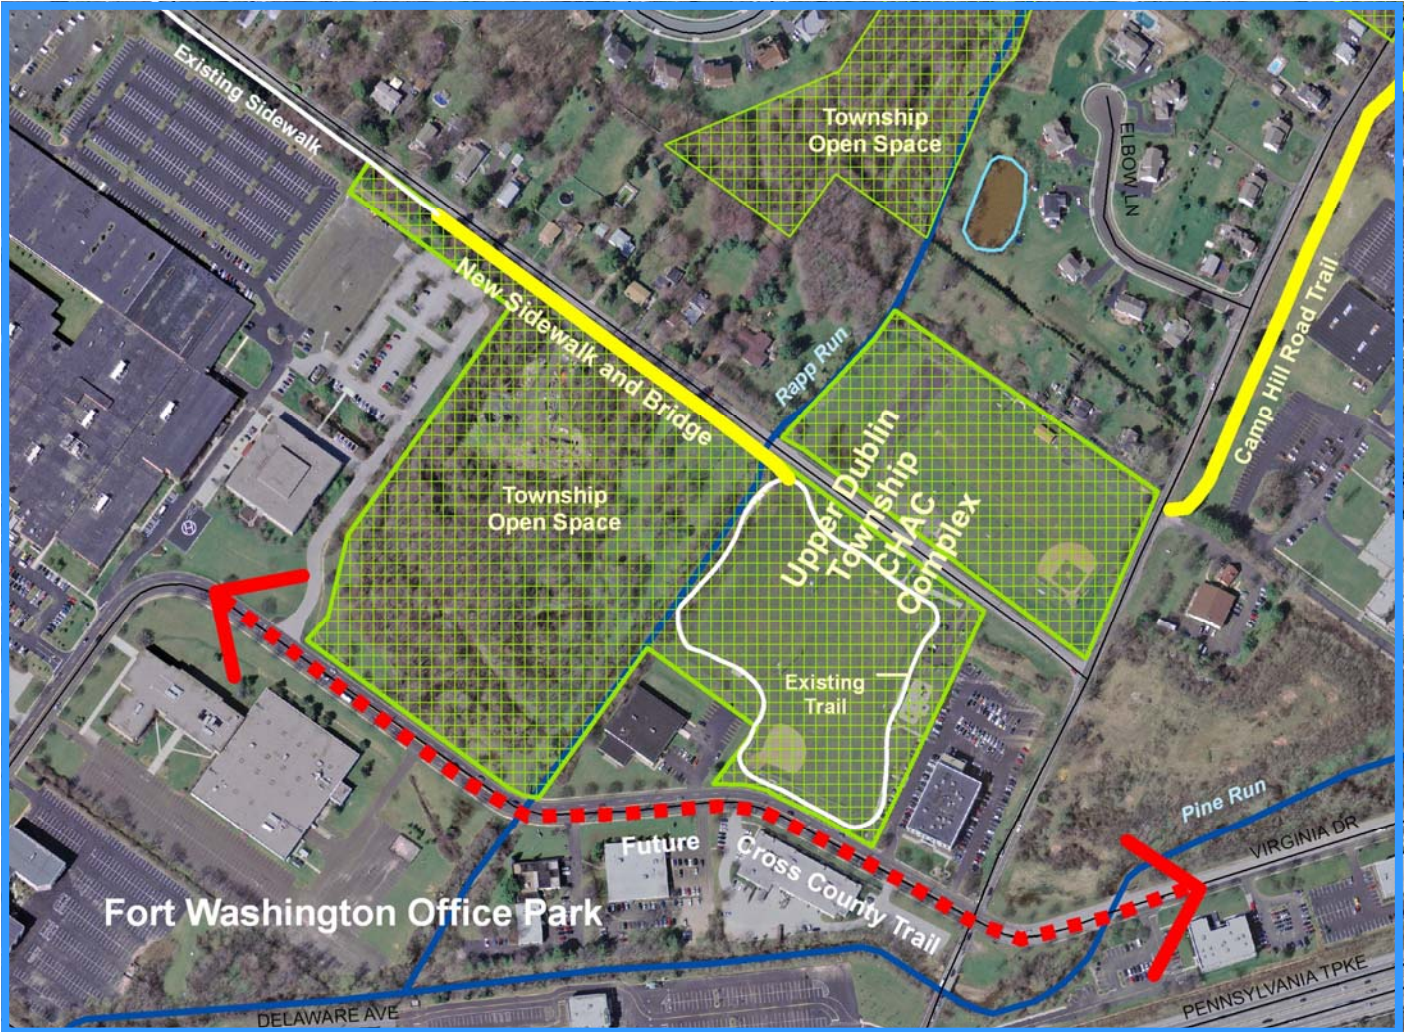 Existing Sidewalk
Township
Open Space
ELBOW LN
New Sidewalk and Bridge
Rapp Run
Camp Hill Road Trail
Upper Dublin
Township
CHAC
Complex
Township
Open Space
Existing
Trail
Pine Run
VIRGINIA DR
Future
Cross County Trail
Fort Washington Office Park
PENNSYLVANIA TPKE
DELAWARE AVE